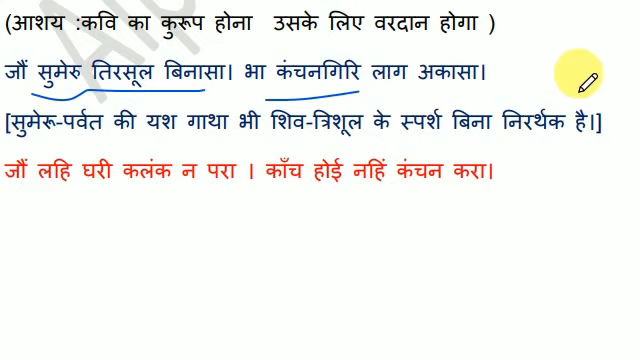 (आशय :कवि का कुरूप होना उसके लिए वरदान होगा )
जौं सुमेरु तिरसूल बिनासा। भा कंचनगिरि लाग अकासा।
[सुमेरू-पर्वत की यश गाथा भी शिव-त्रिशूल के स्पर्श बिना निरर्थक है।]
जौं लहि घरी कलंक न परा । काँच होई नहिं कंचन करा।